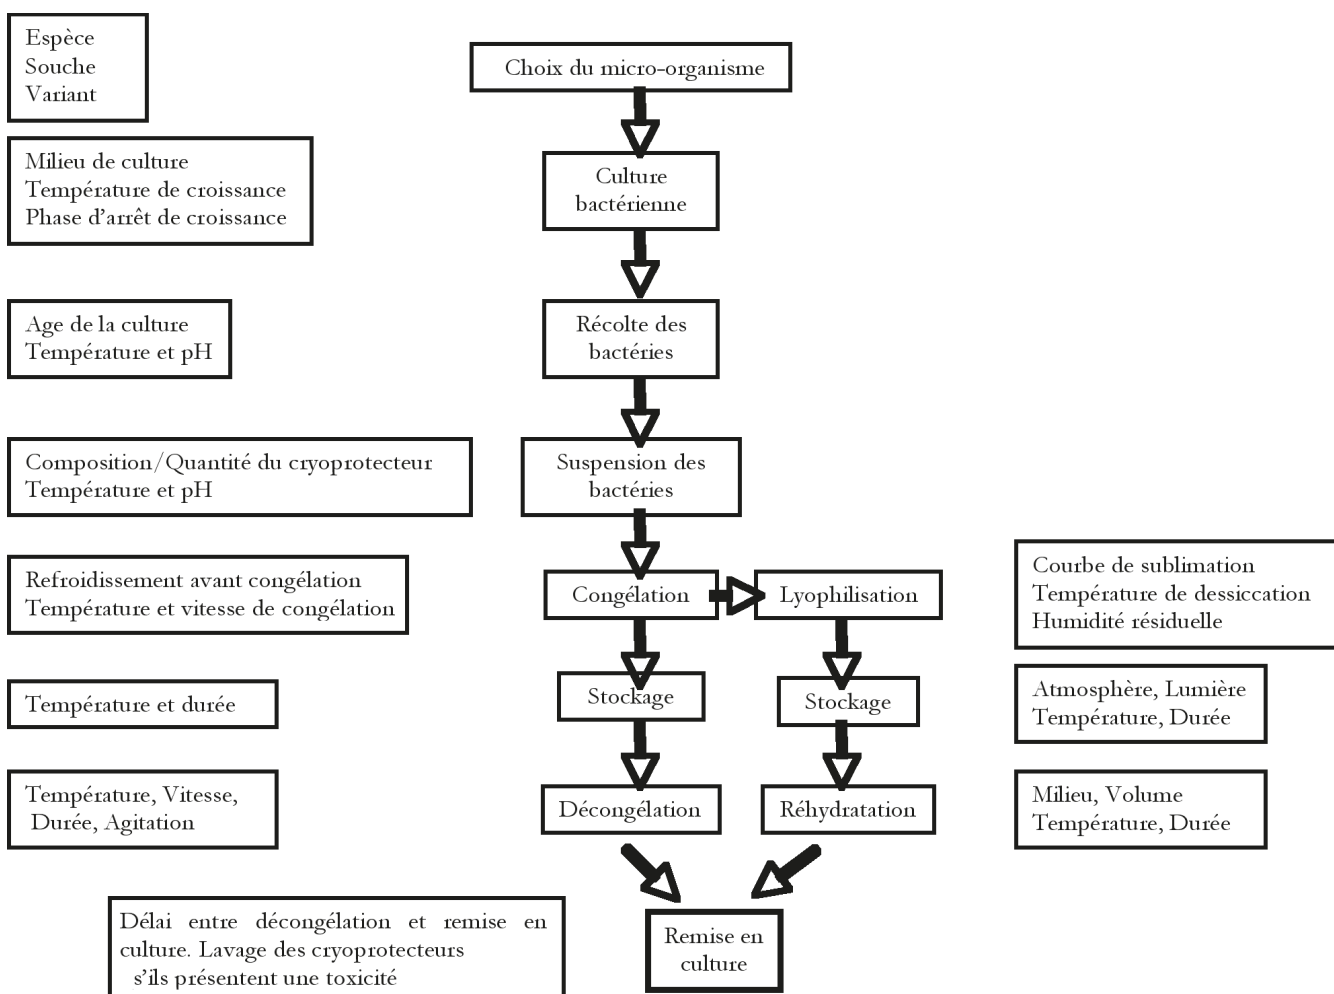 Espèce
Souche
Variant
Choix du micro-organisme
Milieu de culture
Température de croissance
Phase d'arrêt de croissance
Culture
bactérienne
Age de la culture
Température et pH
Récolte des
bactéries
Composition/Quantité du cryoprotecteur
Température et pH
Suspension des
bactéries
Refroidissement avant congélation
Température et vitesse de congélation
Congélation
Lyophilisation
Courbe de sublimation
Température de dessiccation
Humidité résiduelle
Température et durée
Stockage
Stockage
Atmosphère, Lumière
Température, Durée
Température, Vitesse,
Durée, Agitation
Décongélation
Réhydratation
Milieu, Volume
Température, Durée
Délai entre décongélation et remise en
culture. Lavage des cryoprotecteurs
s'ils présentent une toxicité
Remise en
culture